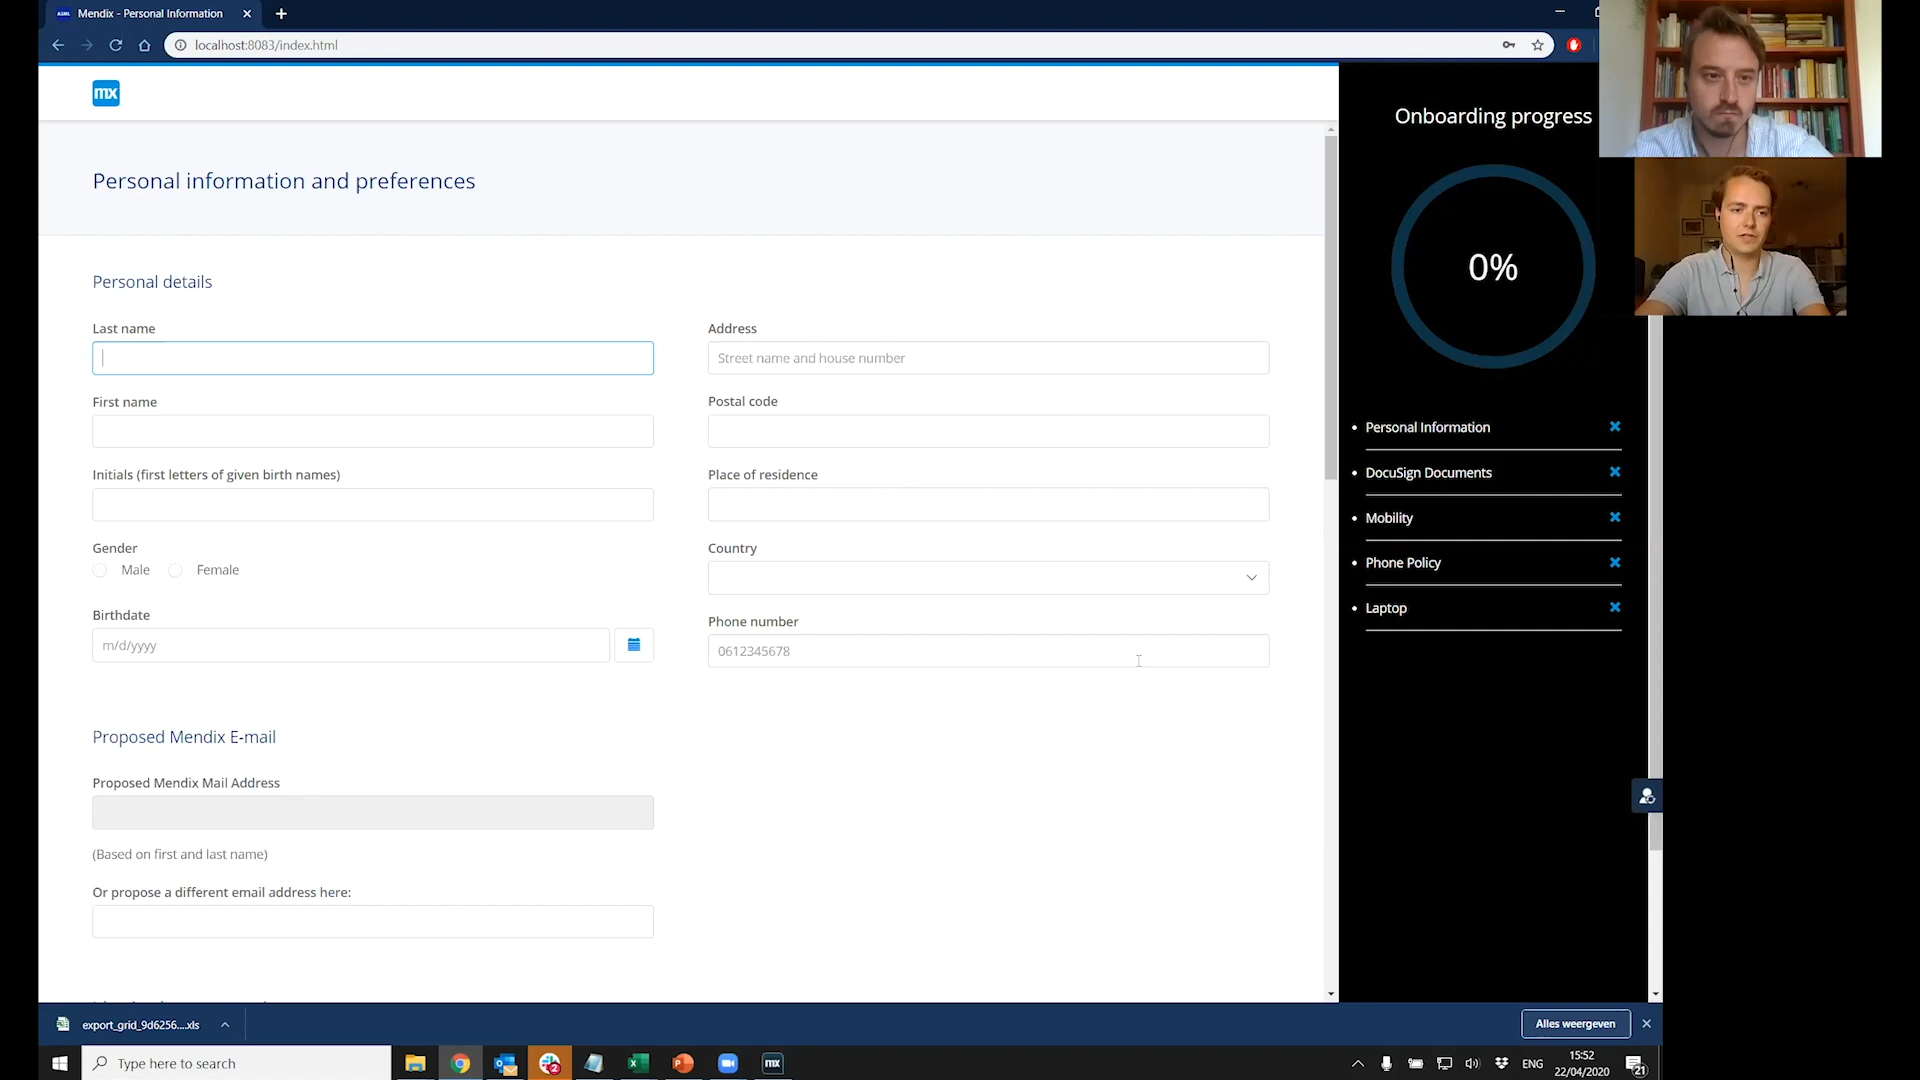 Mendix - Personal Information
localhost:8083/index.html
mx
Onboarding progress
Personal information and preferences
0%
Personal details
Last name
Address
Street name and house number
First name
Postal code
Initials (first letters of given birth names)
Place of residence
Gender
Male Female
Country
Birthdate
m/d/yyyy
Phone number
0612345678
Personal Information
DocuSign Documents
Mobility
Phone Policy
Laptop
Proposed Mendix E-mail
Proposed Mendix Mail Address
(Based on first and last name)
Or propose a different email address here:
export_grid_9d6256....xls
Alles weergeven
Type here to search
2
mx
ENG
15:52
22/04/2020
21